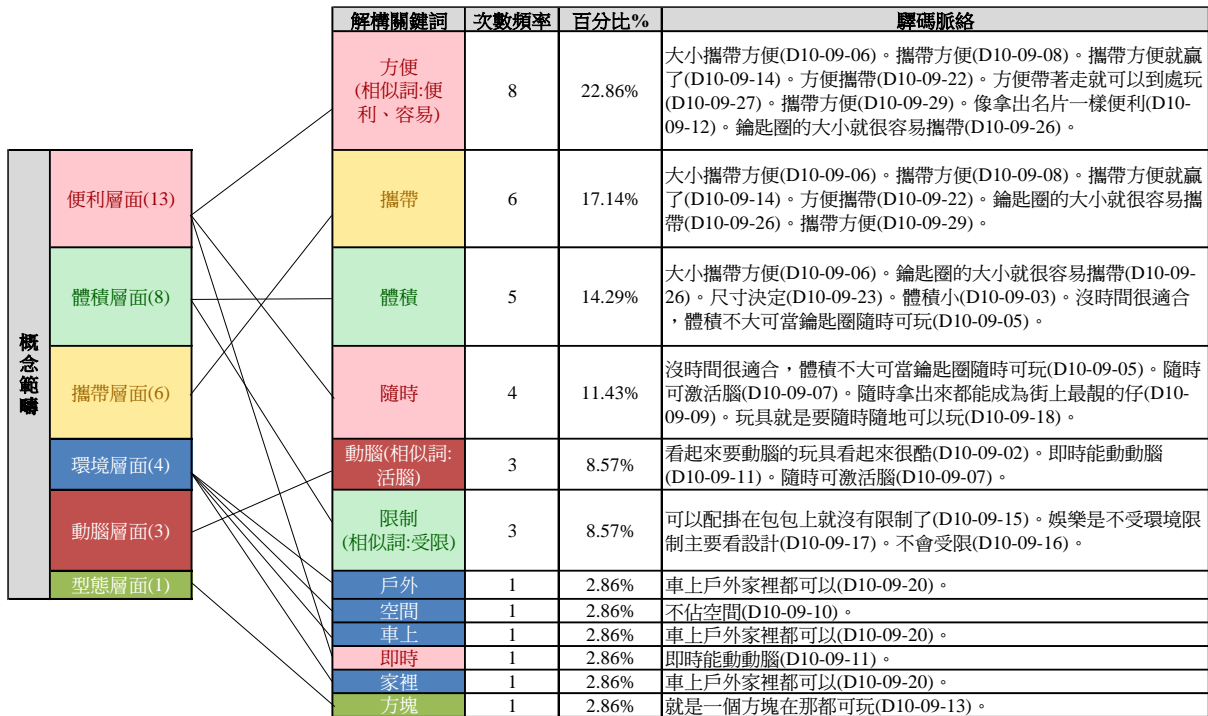 解構關鍵詞 次數頻率 百分比% 驛碼脈絡
方便
(相似詞:便
利、容易)
8
22.86%
大小攜帶方便(D10-09-06)。攜帶方便(D10-09-08)。攜帶方便就贏
了(D10-09-14)。方便攜帶(D10-09-22)。方便帶著走就可以到處玩
(D10-09-27)。攜帶方便(D10-09-29)。像拿出名片一樣便利(D10-
09-12)。鑰匙圈的大小就很容易攜帶(D10-09-26)。
攜帶
6
17.14%
大小攜帶方便(D10-09-06)。攜帶方便(D10-09-08)。攜帶方便就贏
了(D10-09-14)。方便攜帶(D10-09-22)。鑰匙圈的大小就很容易攜
帶(D10-09-26)。攜帶方便(D10-09-29)。
體積
5
14.29%
大小攜帶方便(D10-09-06)。鑰匙圈的大小就很容易攜帶(D10-09-
26)。尺寸決定(D10-09-23)。體積小(D10-09-03)。沒時間很適合
,體積不大可當鑰匙圈隨時可玩(D10-09-05)。
隨時
4
11.43%
沒時間很適合,體積不大可當鑰匙圈隨時可玩(D10-09-05)。隨時
可激活腦(D10-09-07)。隨時拿出來都能成為街上最靚的仔(D10-
09-09)。玩具就是要隨時隨地可以玩(D10-09-18)。
動腦(相似詞:
活腦)
3
8.57%
看起來要動腦的玩具看起來很酷(D10-09-02)。即時能動動腦
(D10-09-11)。隨時可激活腦(D10-09-07)。
限制
(相似詞:受限)
3
8.57%
可以配掛在包包上就沒有限制了(D10-09-15)。娛樂是不受環境限
制主要看設計(D10-09-17)。不會受限(D10-09-16)。
戶外 1 2.86% 車上戶外家裡都可以(D10-09-20)。
空間 1 2.86% 不佔空間(D10-09-10)。
車上 1 2.86% 車上戶外家裡都可以(D10-09-20)。
即時 1 2.86% 即時能動動腦(D10-09-11)。
家裡 1 2.86% 車上戶外家裡都可以(D10-09-20)。
方塊 1 2.86% 就是一個方塊在那都可玩(D10-09-13)。
概念範疇
便利層面(13)
體積層面(8)
攜帶層面(6)
環境層面(4)
動腦層面(3)
型態層面(1)